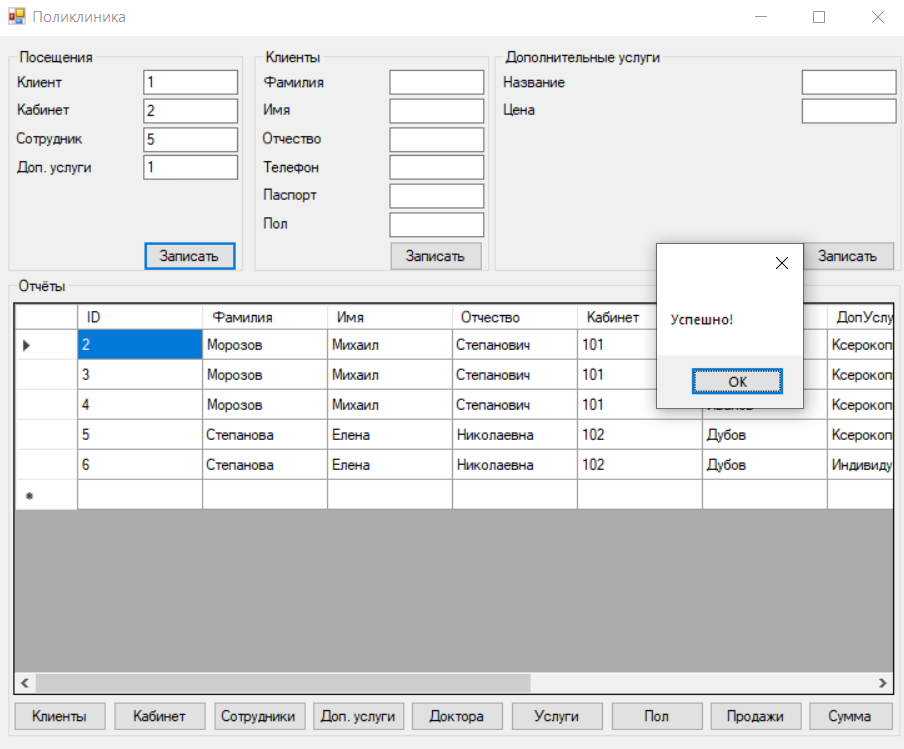 Поликлиника
Посещения
Клиент 1
Кабинет 2
Сотрудник 5
Доп. услуги 1
Записать
Клиенты
Фамилия
Имя
Отчество
Телефон
Паспорт
Пол
Записать
Дополнительные услуги
Название
Цена
Записать
Успешно!
OK
Отчёты
ID Фамилия Имя Отчество Кабинет ДопУслу
2 Морозов Михаил Степанович 101 Ксерокоп
3 Морозов Михаил Степанович 101 Ксерокоп
4 Морозов Михаил Степанович 101 Ксерокоп
5 Степанова Елена Николаевна 102 Дубов Ксерокоп
6 Степанова Елена Николаевна 102 Дубов Индивиду
Клиенты Кабинет Сотрудники Доп. услуги Доктора Услуги Пол Продажи Сумма